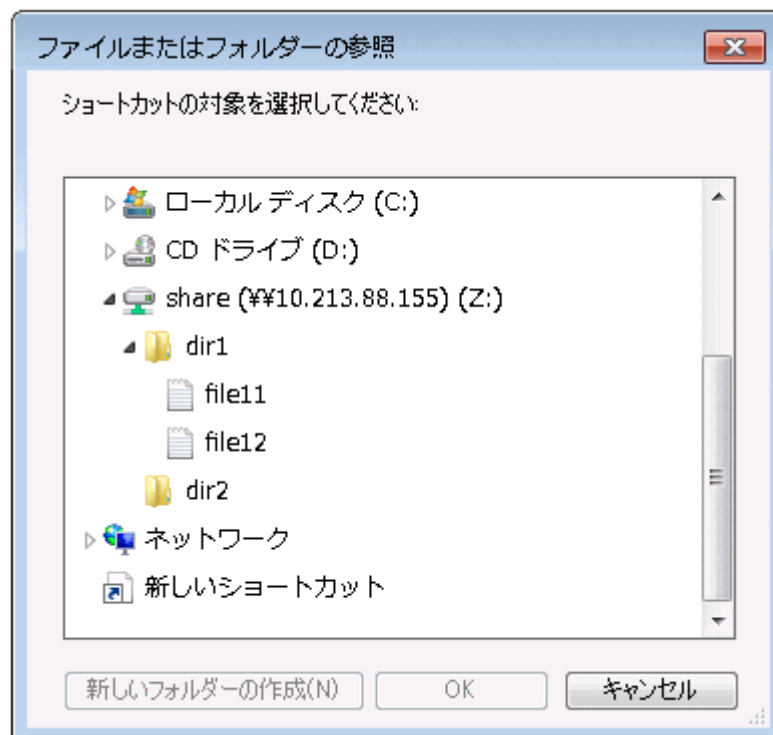 ファイルまたはフォルダーの参照
ショートカットの対象を選択してください:
ローカル ディスク (C:)
CD ドライブ (D:)
share (¥¥10.213.88.155) (Z:)
dir1
file11
file12
dir2
ネットワーク
新しいショートカット
新しいフォルダーの作成(N) OK キャンセル